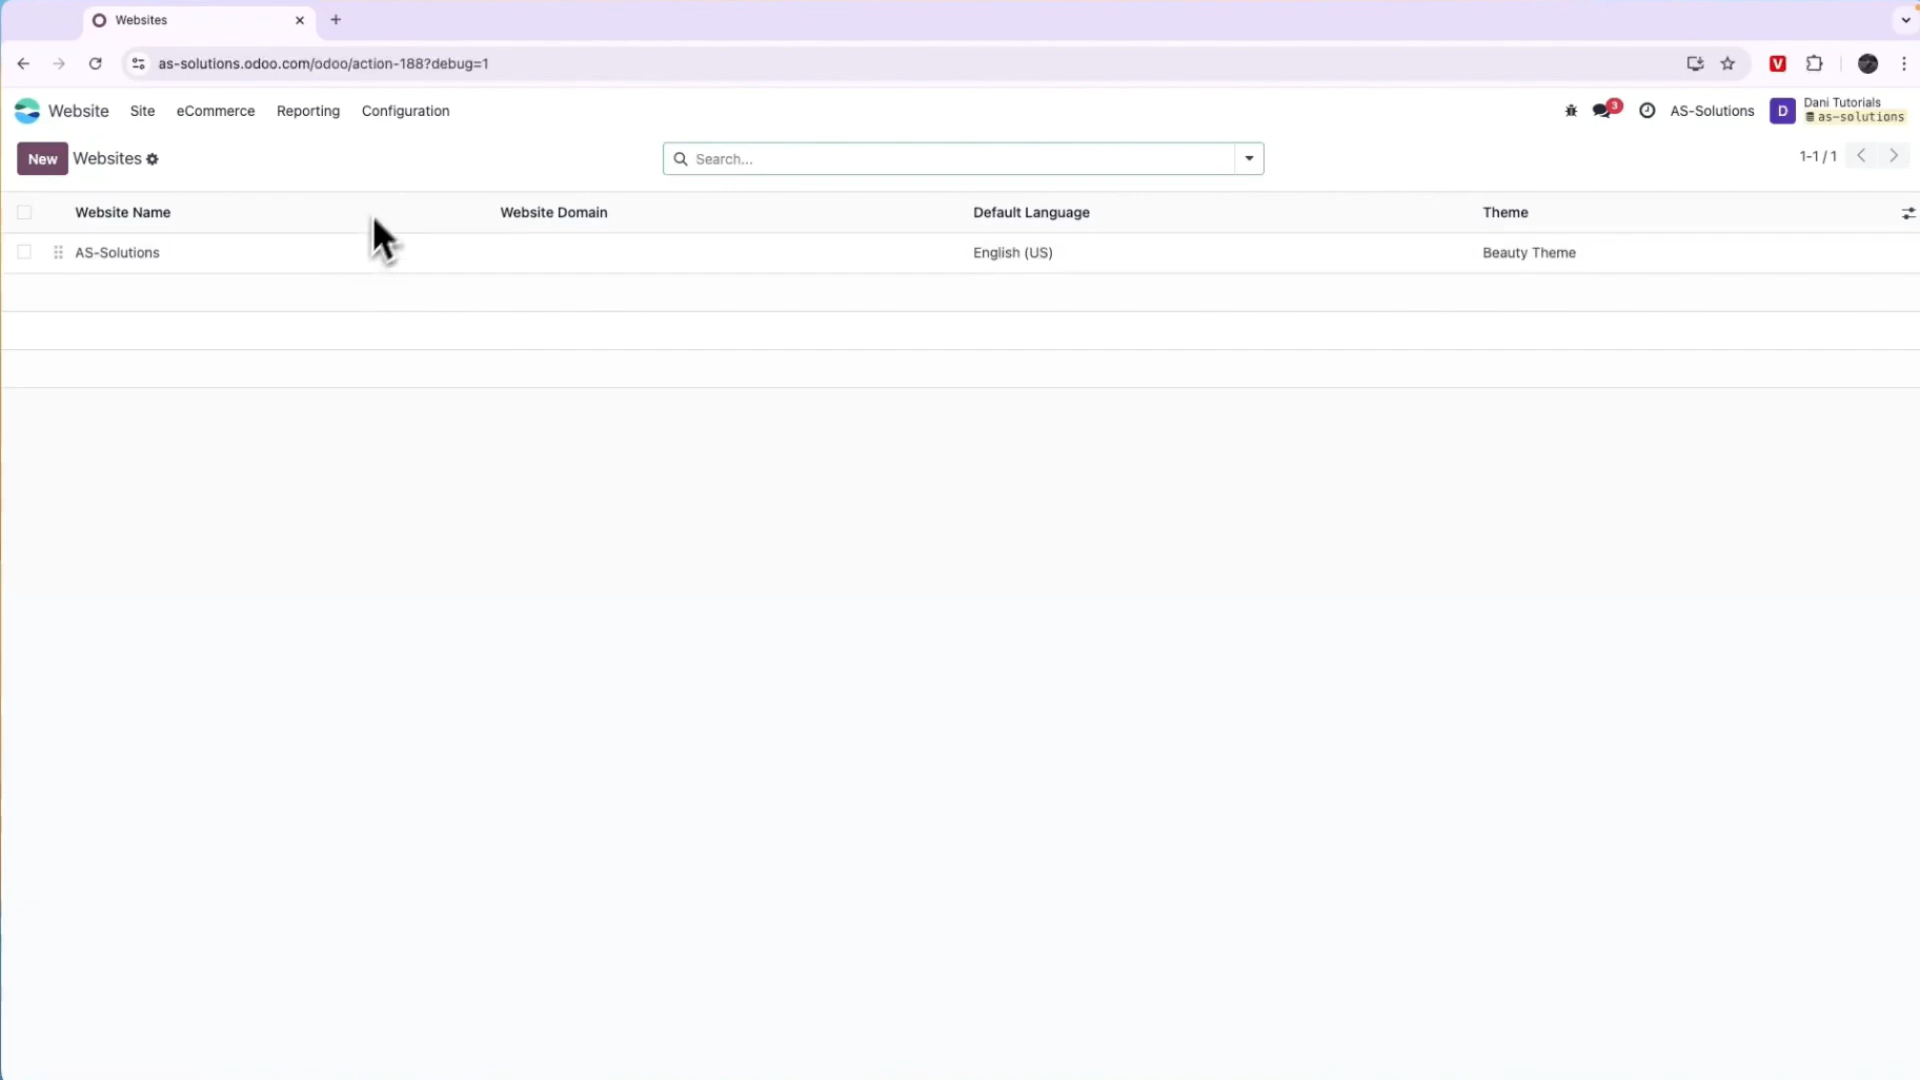 Websites
as-solutions.odoo.com/odoo/action-188?debug=1
V
Website Site eCommerce Reporting Configuration
3 AS-Solutions D Dani Tutorials
as-solutions
New Websites Search... 1-1 / 1
Website Name Website Domain Default Language Theme
AS-Solutions English (US) Beauty Theme